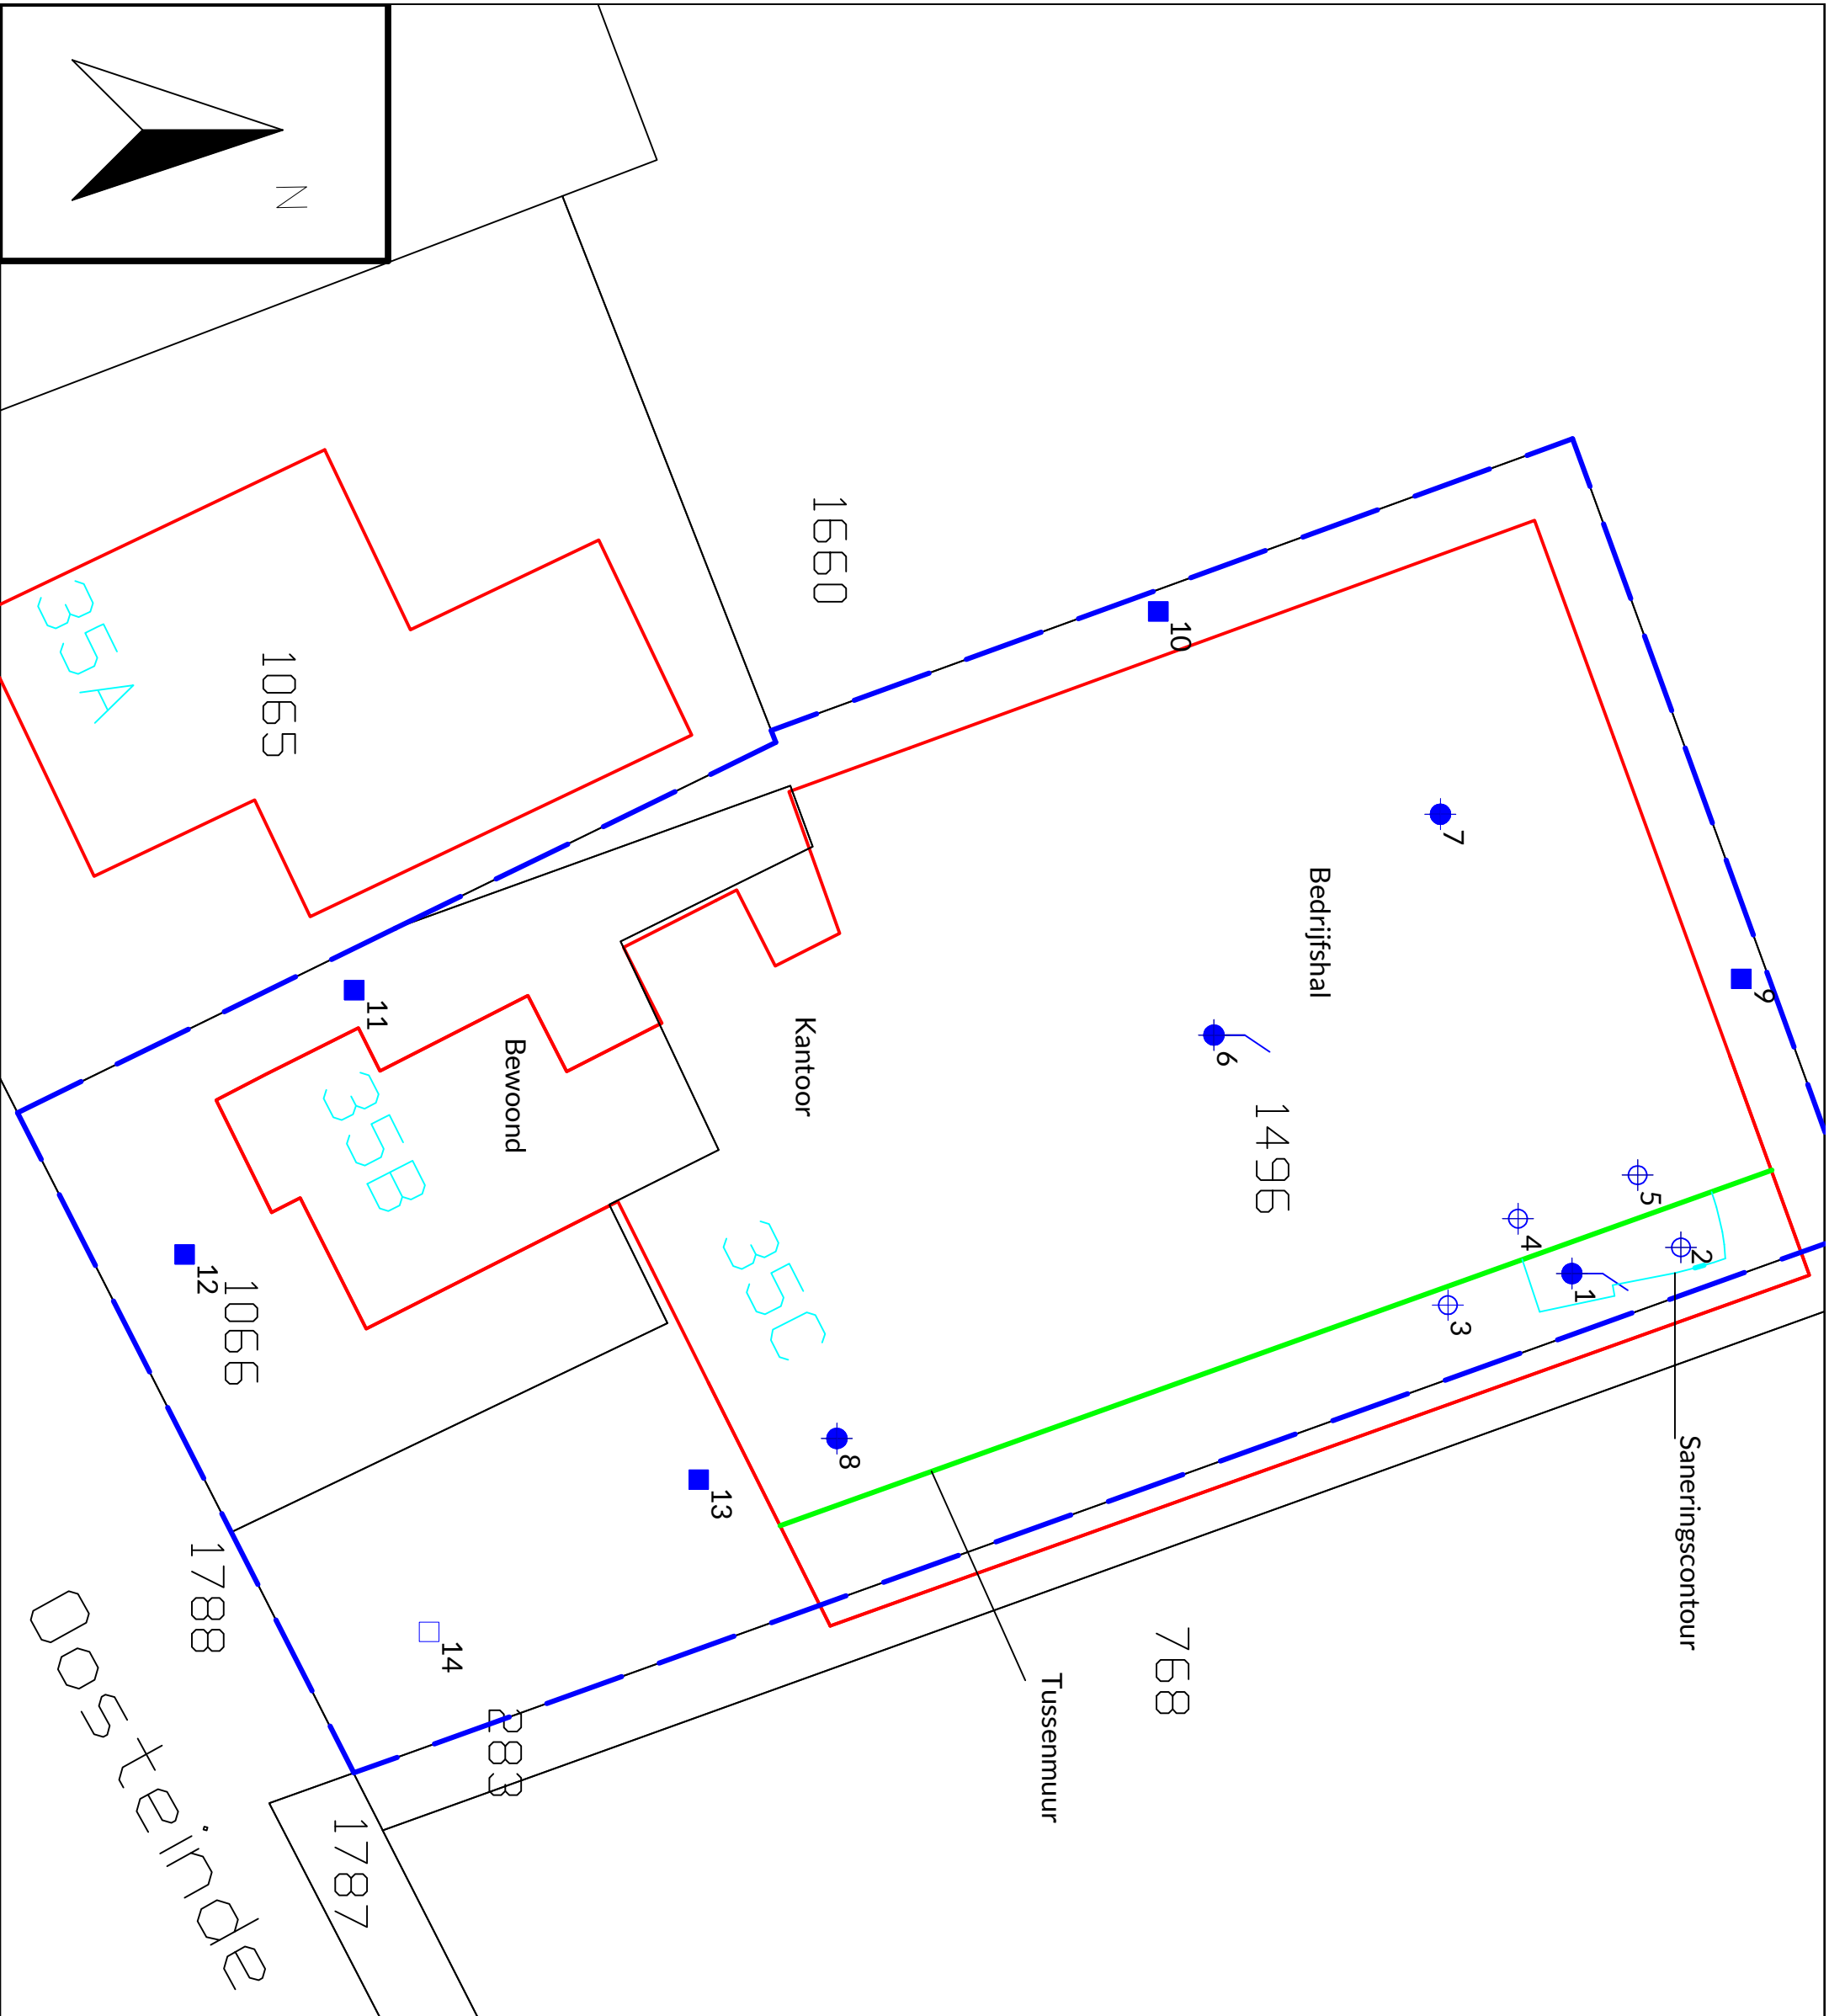 N
1660
1065
35A
10
7
Bedrijfshal
9
6
1496
Kantoor
11
Bewoond
35B
5
4
2
1
3
35C
12
1066
8
13
Saneringscontour
Tussenmuur
768
14
283
1788
1787
Oosteinde